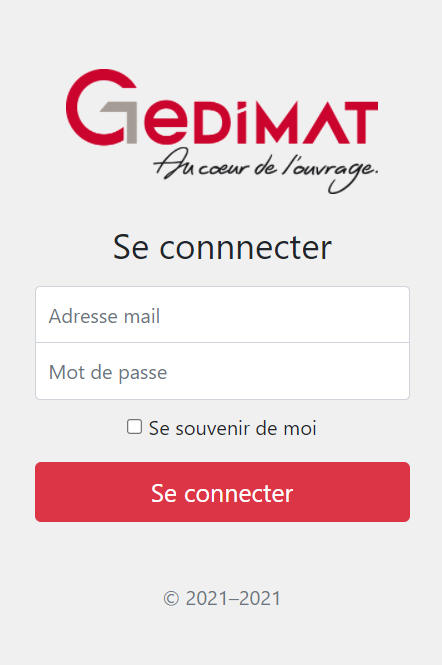 GEDIMAT
Au coeur de l'ouvrage.
Se connnecter
Adresse mail
Mot de passe
Se souvenir de moi
Se connecter
© 2021–2021